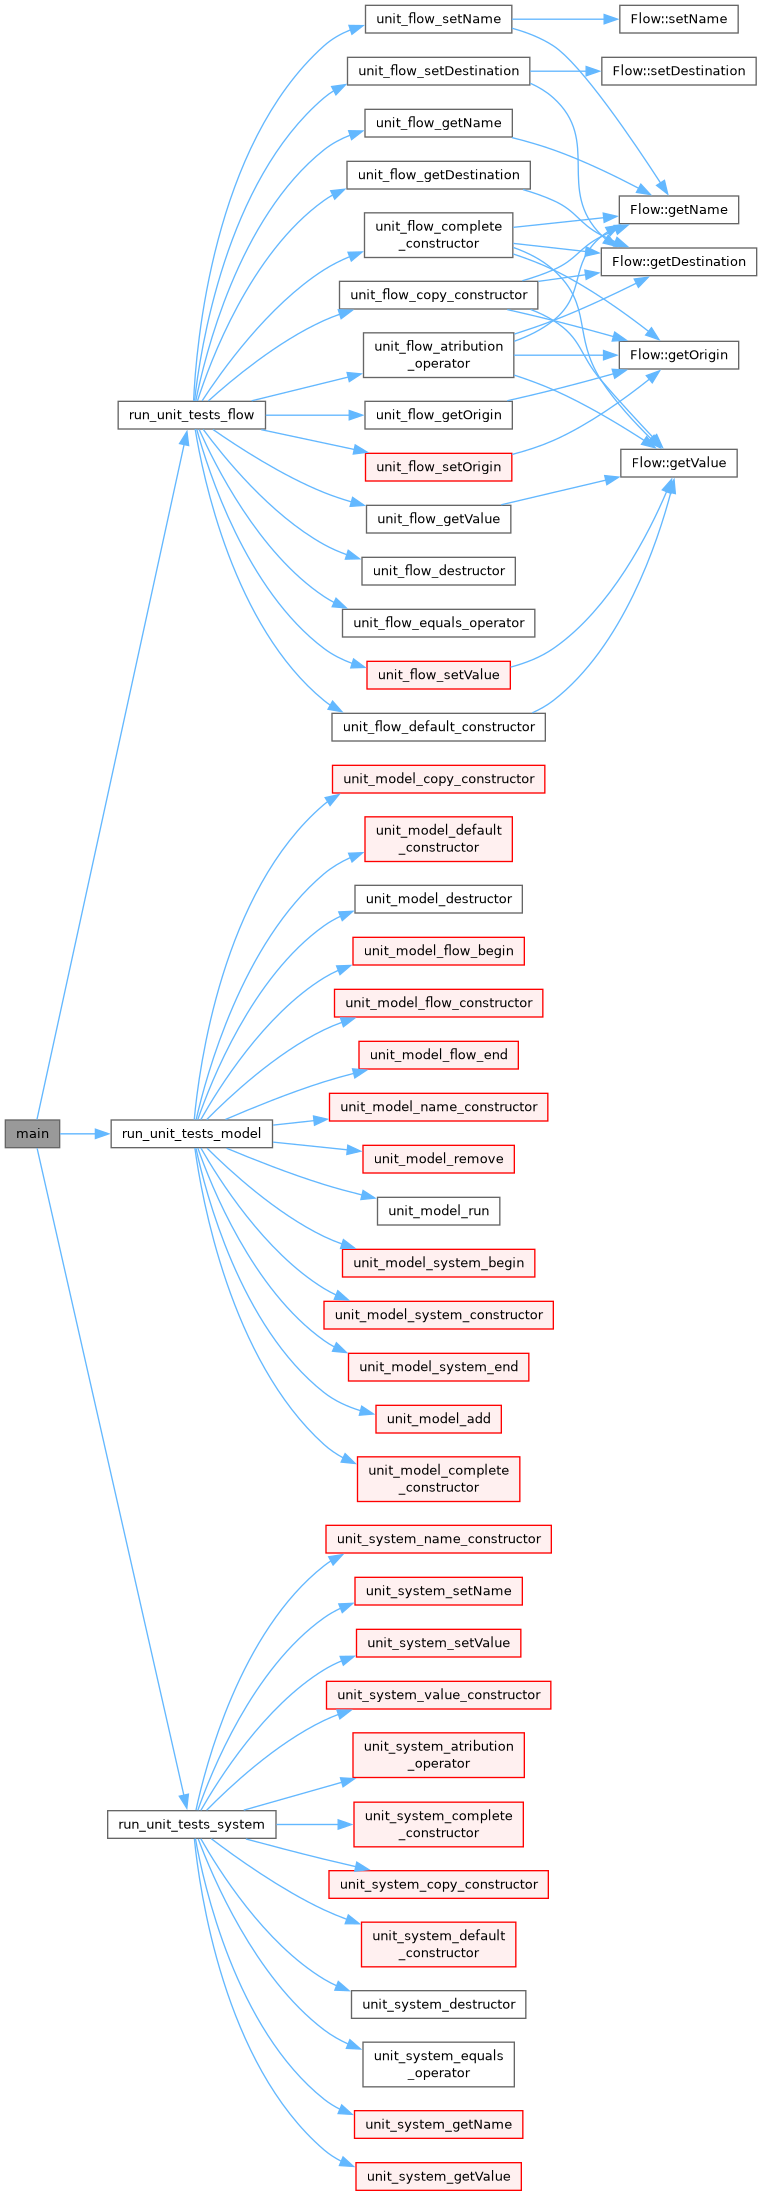 unit_flow_setName
Flow::setName
unit_flow_setDestination
Flow::setDestination
unit_flow_getName
unit_flow_getDestination
Flow::getName
unit_flow_complete
_constructor
Flow::getDestination
unit_flow_copy_constructor
unit_flow_atribution
_operator
Flow::getOrigin
run_unit_tests_flow
unit_flow_getOrigin
unit_flow_setOrigin
Flow::getValue
unit_flow_getValue
unit_flow_destructor
unit_flow_equals_operator
unit_flow_setValue
unit_flow_default_constructor
unit_model_copy_constructor
unit_model_default
_constructor
unit_model_destructor
unit_model_flow_begin
unit_model_flow_constructor
unit_model_flow_end
unit_model_name_constructor
main
run_unit_tests_model
unit_model_remove
unit_model_run
unit_model_system_begin
unit_model_system_constructor
unit_model_system_end
unit_model_add
unit_model_complete
_constructor
unit_system_name_constructor
unit_system_setName
unit_system_setValue
unit_system_value_constructor
unit_system_atribution
_operator
run_unit_tests_system
unit_system_complete
_constructor
unit_system_copy_constructor
unit_system_default
_constructor
unit_system_destructor
unit_system_equals
_operator
unit_system_getName
unit_system_getValue